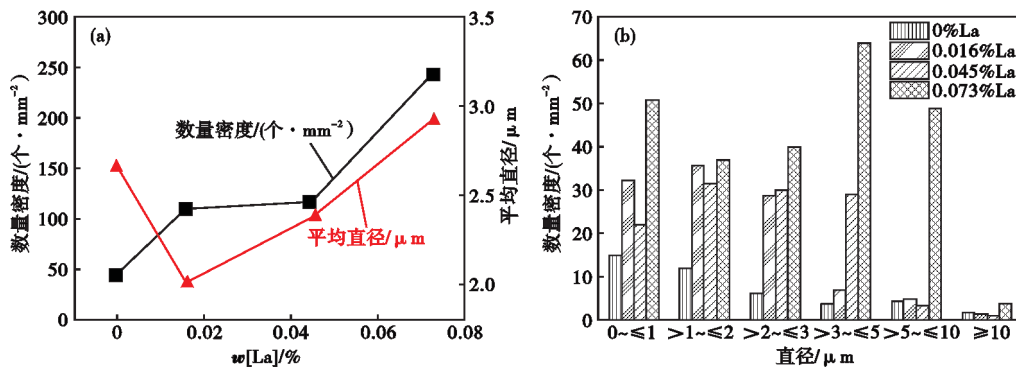 (a)
数量密度/(个·mm⁻²)
300
250
200
150
100
50
0
0
0.02
0.04
0.06
0.08
w[La]/%
3.5
3.0
2.5
2.0
平均直径/μm
数量密度/(个·mm⁻²)
平均直径/μm
(b)
数量密度/(个·mm⁻²)
70
60
50
40
30
20
10
0
0%La
0.016%La
0.045%La
0.073%La
0~≤1 >1~≤2 >2~≤3 >3~≤5 >5~≤10 ≥10
直径/μm